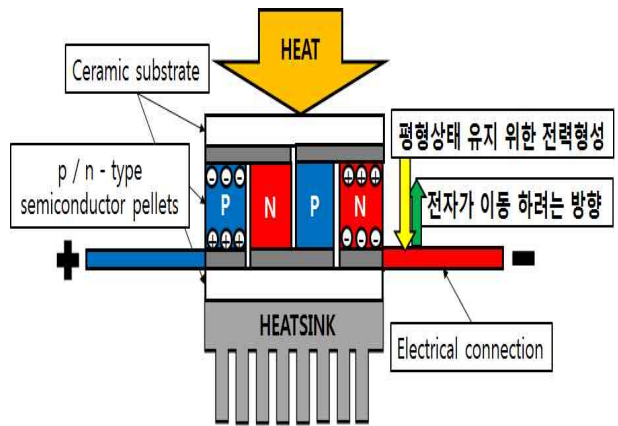 HEAT
Ceramic substrate
평형상태 유지 위한 전력형성
p / n - type
semiconductor pellets
전자가 이동 하려는 방향
- - - + + +
P N P N
+ + + - - -
+ -
HEATSINK
Electrical connection